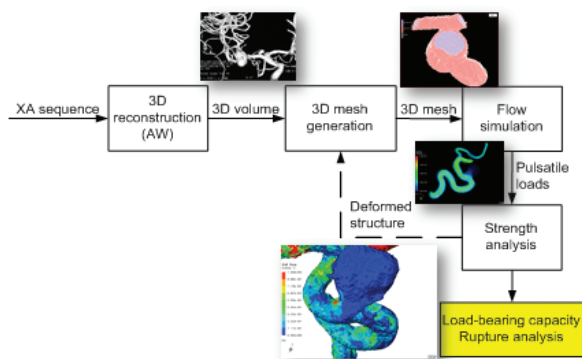 XA sequence
3D
reconstruction
(AW)
3D volume
3D mesh
generation
3D mesh
Flow
simulation
Pulsatile
loads
Deformed
structure
Strength
analysis
Load-bearing capacity
Rupture analysis